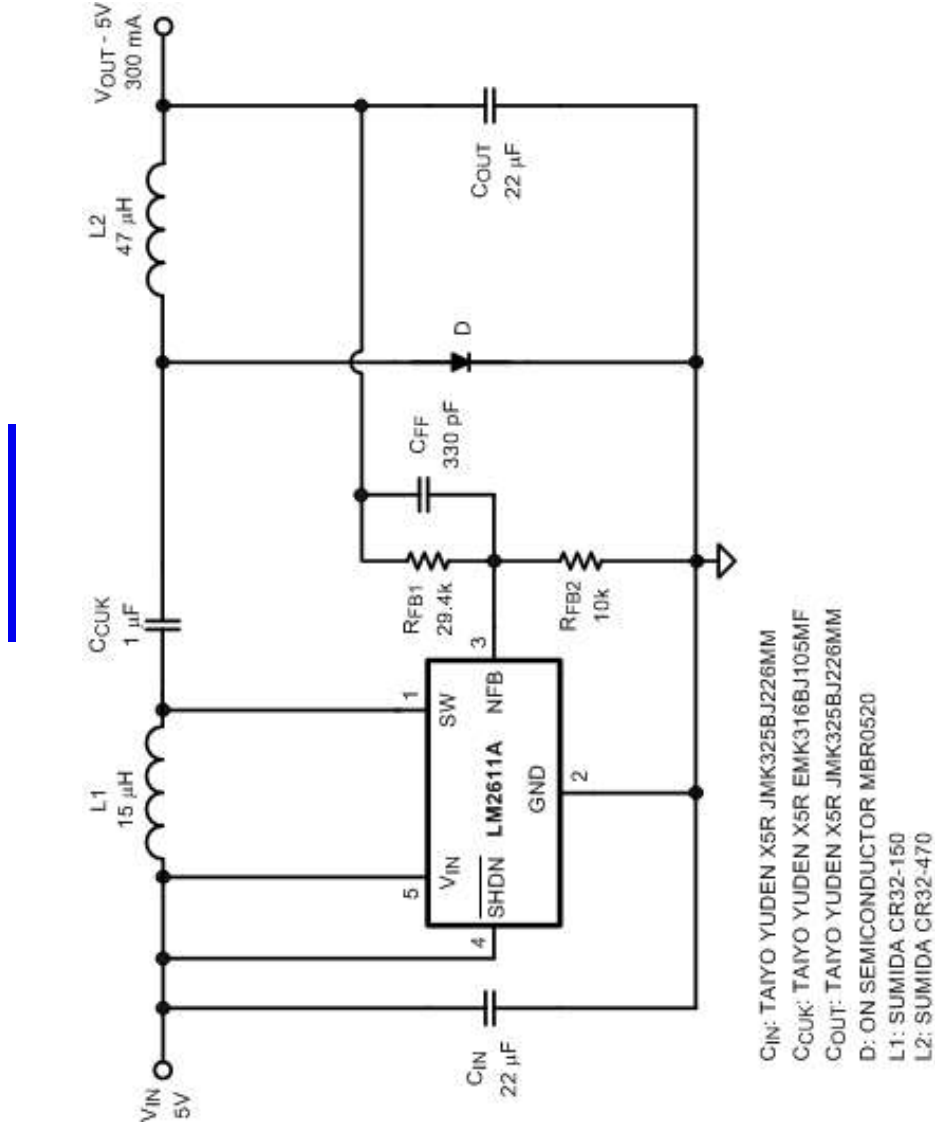 VOUT - 5V
300 mA
L2
47 µH
COUT
22 µF
D
CFF
330 pF
CCUK
1 µF
RFB1
29.4k
RFB2
10k
L1
15 µH
1
SW
3
NFB
LM2611A
GND
2
5
VIN
SHDN
4
CIN
22 µF
VIN
5V
CIN: TAIYO YUDEN X5R JMK325BJ226MM
CCUK: TAIYO YUDEN X5R EMK316BJ105MF
COUT: TAIYO YUDEN X5R JMK325BJ226MM
D: ON SEMICONDUCTOR MBR0520
L1: SUMIDA CR32-150
L2: SUMIDA CR32-470